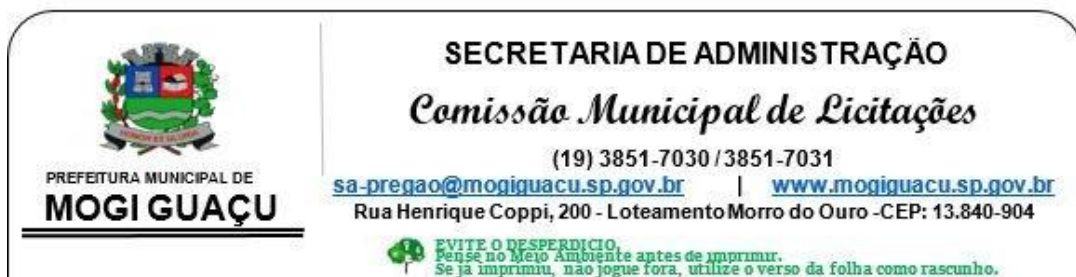 SECRETARIA DE ADMINISTRAÇÃO
Comissão Municipal de Licitações
(19) 3851-7030 / 3851-7031
sa-pregao@mogiguacu.sp.gov.br | www.mogiguacu.sp.gov.br
Rua Henrique Coppi, 200 - Loteamento Morro do Ouro -CEP: 13.840-904
PREFEITURA MUNICIPAL DE
MOGI GUAÇU
EVITE O DESPERDICIO.
Pense no Meio Ambiente antes de imprimir.
Se já imprimiu, não jogue fora, utilize o verso da folha como rascunho.